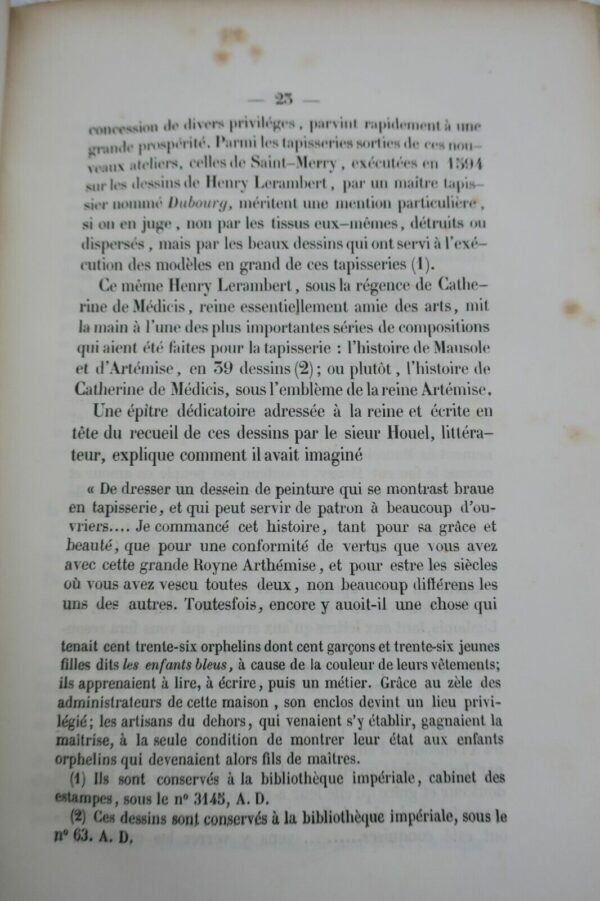 — 23 —
concession de divers priviléges, parvint rapidement à une
grande prospérité. Parmi les tapisseries sorties de ces nou-
veaux ateliers, celles de Saint-Merry, exécutées en 1594
sur les dessins de Henry Lerambert, par un maître tapis-
sier nommé Dubourg, méritent une mention particulière,
si on en juge, non par les tissus eux-mêmes, détruits ou
dispersés, mais par les beaux dessins qui ont servi à l'exé-
cution des modèles en grand de ces tapisseries (1).
Ce même Henry Lerambert, sous la régence de Cathe-
rine de Médicis, reine essentiellement amie des arts, mit
la main à l'une des plus importantes séries de compositions
qui aient été faites pour la tapisserie : l'histoire de Mausole
et d'Artémise, en 39 dessins (2); ou plutôt, l'histoire de
Catherine de Médicis, sous l'emblème de la reine Artémise.
Une épître dédicatoire adressée à la reine et écrite en
tête du recueil de ces dessins par le sieur Houel, littéra-
teur, explique comment il avait imaginé
« De dresser un dessein de peinture qui se montrast braue
en tapisserie, et qui peut servir de patron à beaucoup d'ou-
vriers.... Je commancé cet histoire, tant pour sa grâce et
beauté, que pour une conformité de vertus que vous avez
avec cette grande Royne Arthémise, et pour estre les siècles
où vous avez vescu toutes deux, non beaucoup différens les
uns des autres. Toutesfois, encore y auoit-il une chose qui
tenait cent trente-six orphelins dont cent garçons et trente-six jeunes
filles dits les enfants bleus, à cause de la couleur de leurs vêtements;
ils apprenaient à lire, à écrire, puis un métier. Grâce au zèle des
administrateurs de cette maison, son enclos devint un lieu privi-
légié; les artisans du dehors, qui venaient s'y établir, gagnaient la
maîtrise, à la seule condition de montrer leur état aux enfants
orphelins qui devenaient alors fils de maîtres.
(1) Ils sont conservés à la bibliothèque impériale, cabinet des
estampes, sous le nº 3145, A. D.
(2) Ces dessins sont conservés à la bibliothèque impériale, sous le
nº 63. A. D.